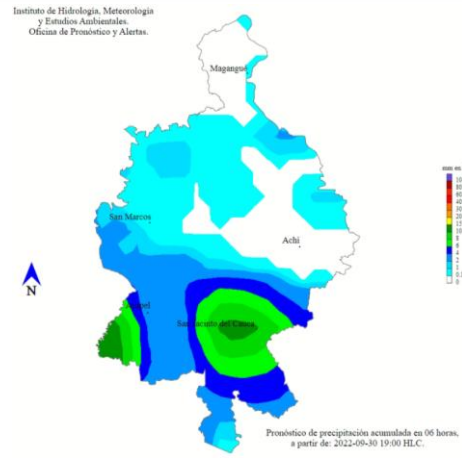 Instituto de Hidrología, Meteorología
y Estudios Ambientales.
Oficina de Pronóstico y Alertas.
Magangué
San Marcos
Achí
San Jacinto del Cauca
N
Pronóstico de precipitación acumulada en 06 horas,
a partir de: 2022-09-30 19:00 HLC.